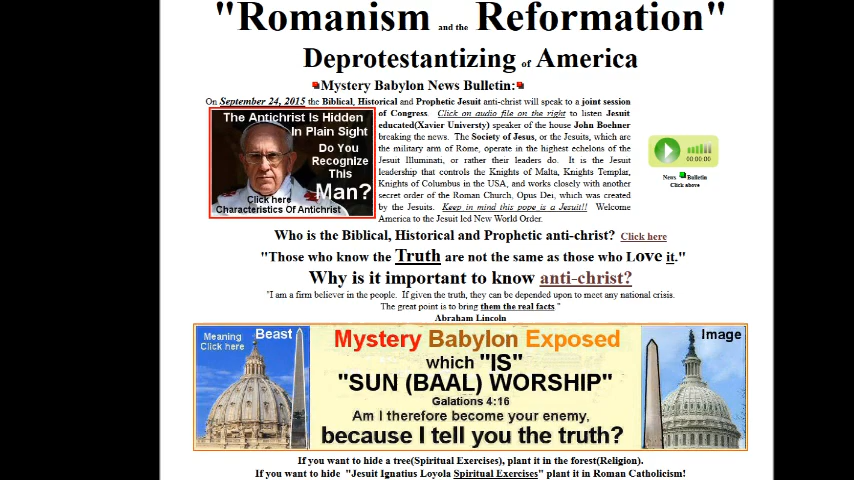 "Romanism and the Reformation"
Deprotestantizing of America
Mystery Babylon News Bulletin:
On September 24, 2015 the Biblical, Historical and Prophetic Jesuit anti-christ will speak to a joint session
of Congress. Click on audio file on the right to listen Jesuit
educated(Xavier Universty) speaker of the house John Boehner
breaking the news. The Society of Jesus, or the Jesuits, which are
the military arm of Rome, operate in the highest echelons of the
Jesuit Illuminati, or rather their leaders do. It is the Jesuit
leadership that controls the Knights of Malta, Knights Templar,
Knights of Columbus in the USA, and works closely with another
secret order of the Roman Church, Opus Dei, which was created
by the Jesuits. Keep in mind this pope is a Jesuit!! Welcome
America to the Jesuit led New World Order.
The Antichrist Is Hidden
In Plain Sight
Do You
Recognize
This
Man?
Click here
Characteristics Of Antichrist
00:00:00
News Bulletin
Click above
Who is the Biblical, Historical and Prophetic anti-christ? Click here
"Those who know the Truth are not the same as those who Love it."
Why is it important to know anti-christ?
"I am a firm believer in the people. If given the truth, they can be depended upon to meet any national crisis.
The great point is to bring them the real facts."
Abraham Lincoln
Meaning
Click here
Beast
Mystery Babylon Exposed
which "IS"
"SUN (BAAL) WORSHIP"
Galations 4:16
Am I therefore become your enemy,
because I tell you the truth?
Image
If you want to hide a tree(Spiritual Exercises), plant it in the forest(Religion).
If you want to hide "Jesuit Ignatius Loyola Spiritual Exercises" plant it in Roman Catholicism!